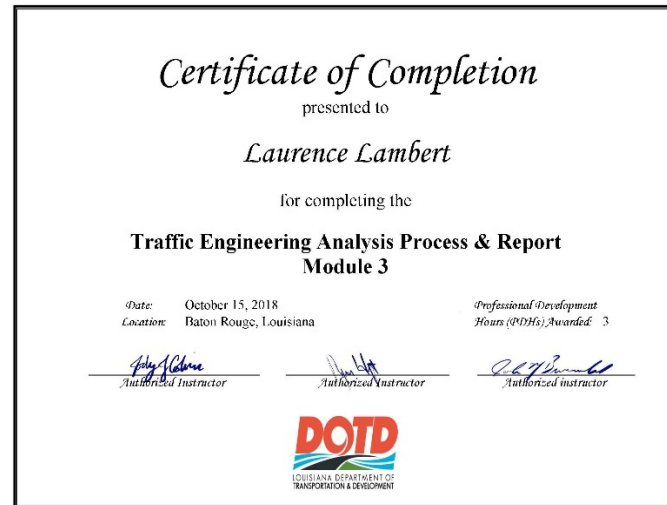 Certificate of Completion
presented to
Laurence Lambert
for completing the
Traffic Engineering Analysis Process & Report
Module 3
Date: October 15, 2018
Location: Baton Rouge, Louisiana
Professional Development
Hours (PDHs) Awarded: 3
Authorized Instructor
Authorized Instructor
Authorized instructor
DOTD
LOUISIANA DEPARTMENT OF
TRANSPORTATION & DEVELOPMENT